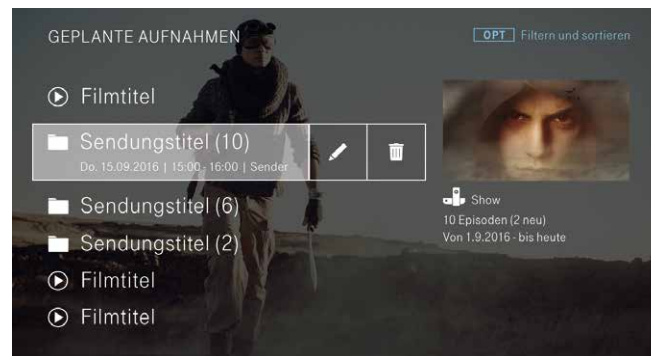 GEPLANTE AUFNAHMEN
OPT Filtern und sortieren
Filmtitel
Sendungstitel (10)
Do. 15.09.2016 | 15:00 - 16:00 | Sender
Sendungstitel (6)
Sendungstitel (2)
Filmtitel
Filmtitel
Show
10 Episoden (2 neu)
Von 1.9.2016 - bis heute